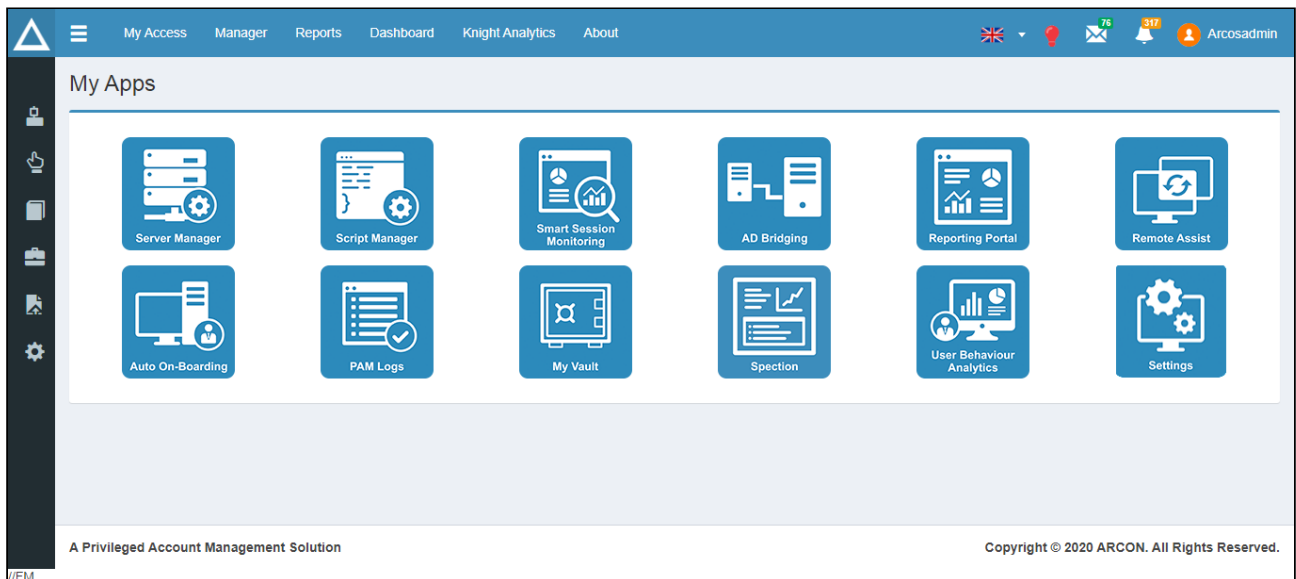 My Access Manager Reports Dashboard Knight Analytics About 76 317 Arcosadmin
My Apps
Server Manager
Script Manager
Smart Session
Monitoring
AD Bridging
Reporting Portal
Remote Assist
Auto On-Boarding
PAM Logs
My Vault
Spection
User Behaviour
Analytics
Settings
A Privileged Account Management Solution
Copyright © 2020 ARCON. All Rights Reserved.
//EM